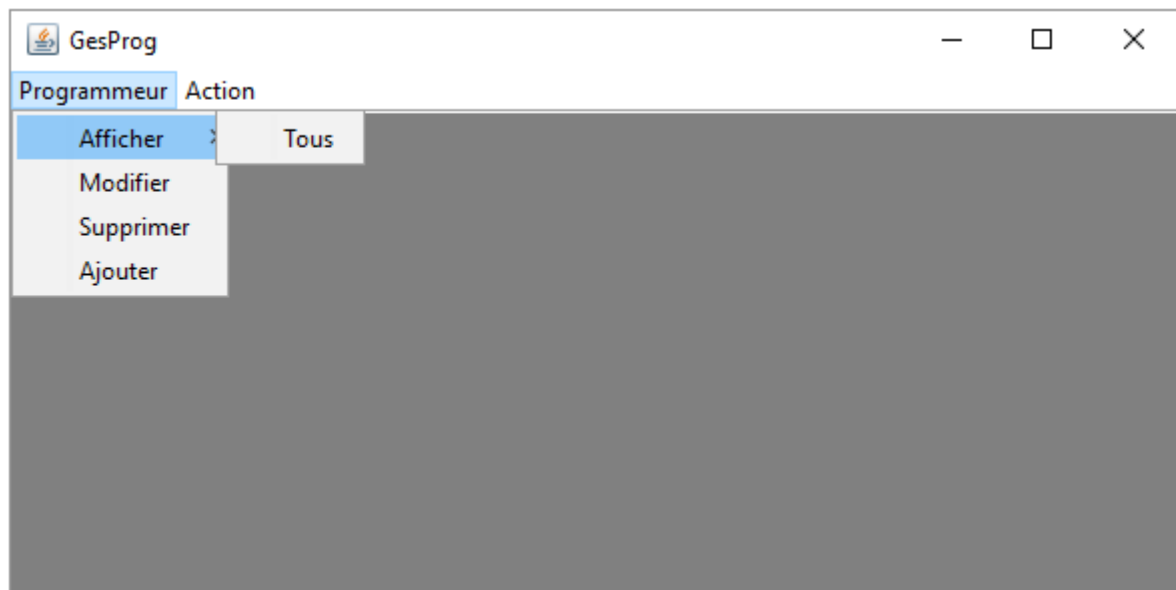 GesProg
Programmeur Action
Afficher Tous
Modifier
Supprimer
Ajouter